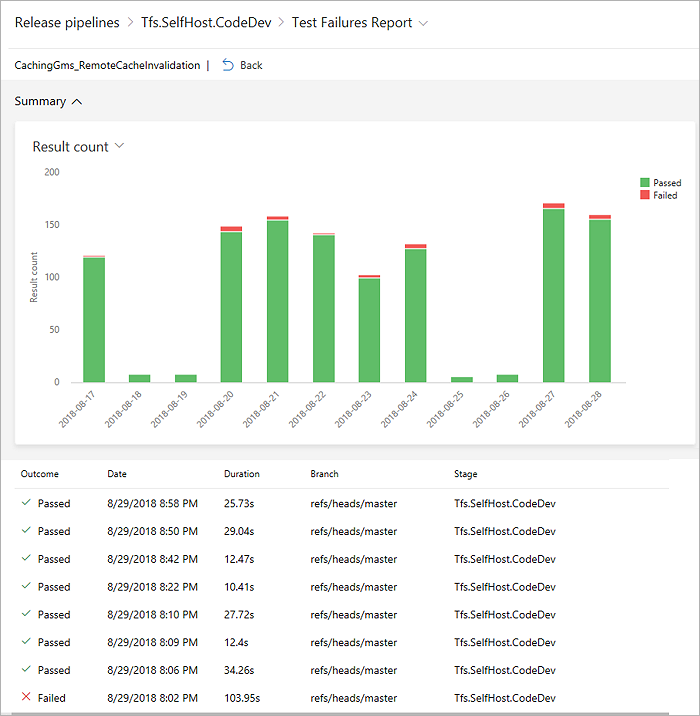 Release pipelines > Tfs.SelfHost.CodeDev > Test Failures Report
CachingGms_RemoteCacheInvalidation | Back
Summary
Result count
200
150
100
50
0
Result count
Passed
Failed
2018-08-17
2018-08-18
2018-08-19
2018-08-20
2018-08-21
2018-08-22
2018-08-23
2018-08-24
2018-08-25
2018-08-26
2018-08-27
2018-08-28
Outcome Date Duration Branch Stage
Passed 8/29/2018 8:58 PM 25.73s refs/heads/master Tfs.SelfHost.CodeDev
Passed 8/29/2018 8:50 PM 29.04s refs/heads/master Tfs.SelfHost.CodeDev
Passed 8/29/2018 8:42 PM 12.47s refs/heads/master Tfs.SelfHost.CodeDev
Passed 8/29/2018 8:22 PM 10.41s refs/heads/master Tfs.SelfHost.CodeDev
Passed 8/29/2018 8:10 PM 27.72s refs/heads/master Tfs.SelfHost.CodeDev
Passed 8/29/2018 8:09 PM 12.4s refs/heads/master Tfs.SelfHost.CodeDev
Passed 8/29/2018 8:06 PM 34.26s refs/heads/master Tfs.SelfHost.CodeDev
Failed 8/29/2018 8:02 PM 103.95s refs/heads/master Tfs.SelfHost.CodeDev